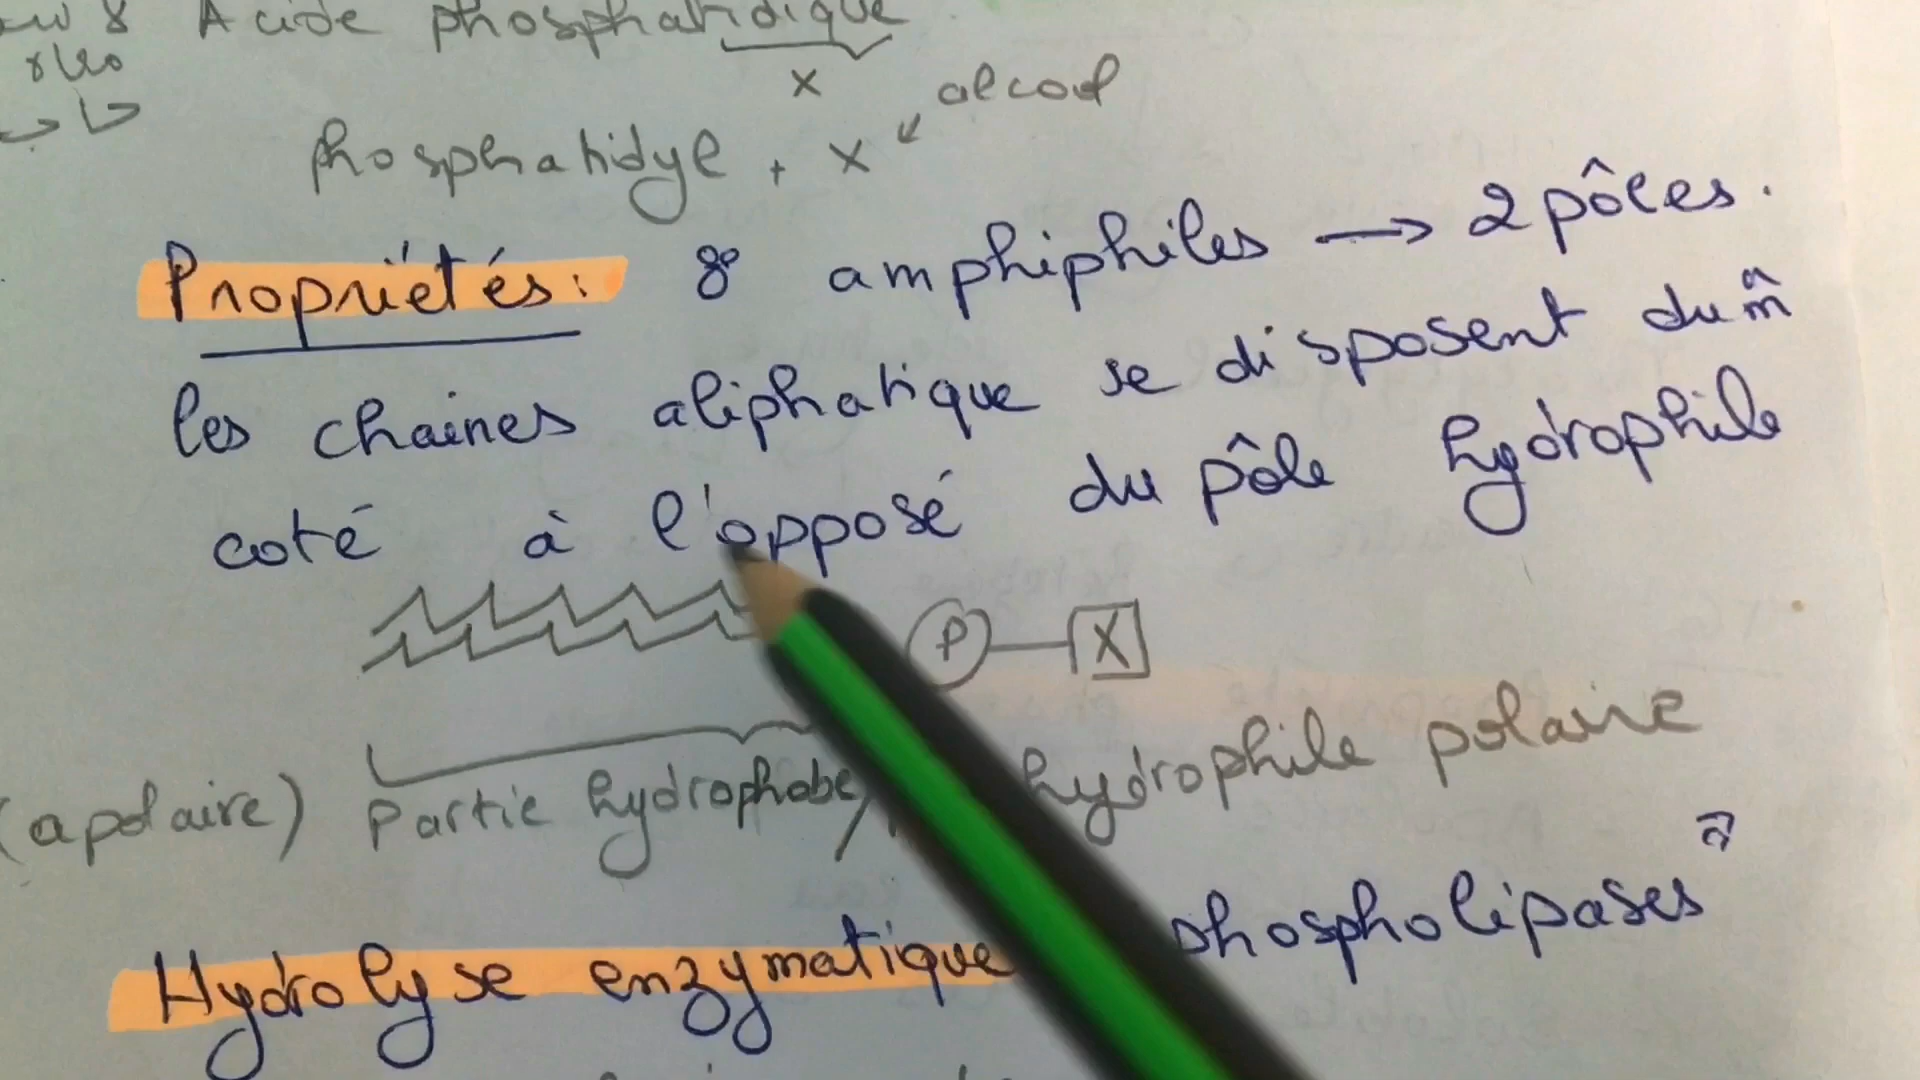 Acide phosphatidique
X
alcool
phosphatidyl + X
Propriétés: amphiphiles → 2 pôles.
les chaines aliphatique se disposent du m̂
coté à l'opposé du pôle hydrophile
P X
(apolaire) Partie hydrophobe/ hydrophile polaire
Hydrolyse enzymatique phospholipases